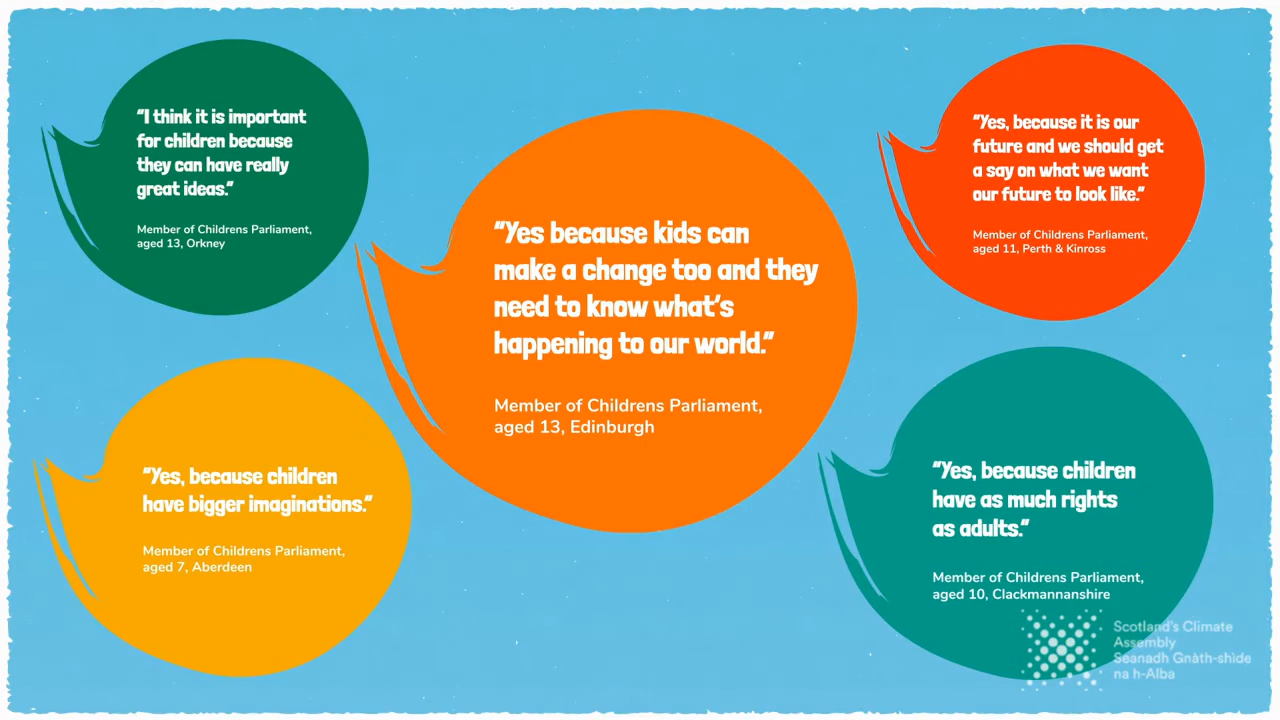 "I think it is important
for children because
they can have really
great ideas."
Member of Childrens Parliament,
aged 13, Orkney
"Yes because kids can
make a change too and they
need to know what's
happening to our world."
Member of Childrens Parliament,
aged 13, Edinburgh
"Yes, because it is our
future and we should get
a say on what we want
our future to look like."
Member of Childrens Parliament,
aged 11, Perth & Kinross
"Yes, because children
have bigger imaginations."
Member of Childrens Parliament,
aged 7, Aberdeen
"Yes, because children
have as much rights
as adults."
Member of Childrens Parliament,
aged 10, Clackmannanshire
Scotland's Climate
Assembly
Seanadh Gnàth-shìde
na h-Alba